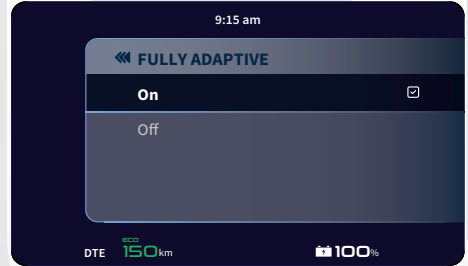 9:15 am
FULLY ADAPTIVE
On
Off
ECO
DTE 150km 100%